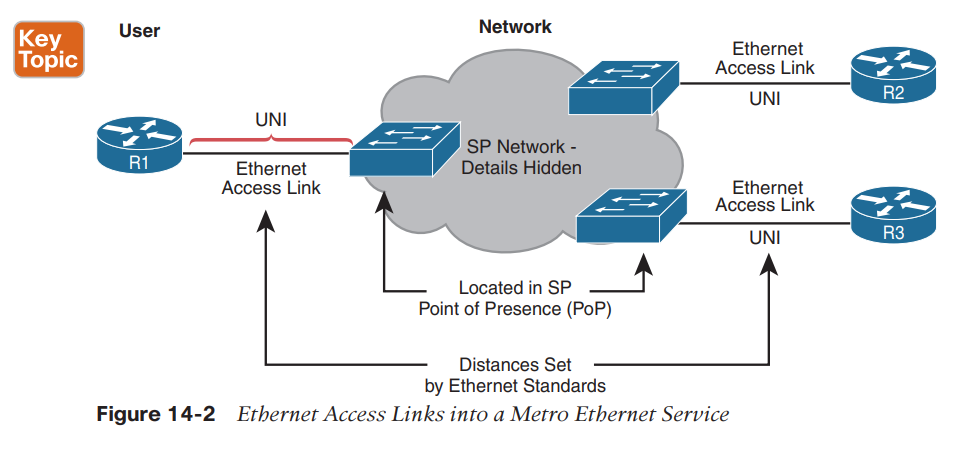 Key
Topic
User
Network
UNI
R1
Ethernet
Access Link
SP Network -
Details Hidden
Ethernet
Access Link
UNI
R2
Ethernet
Access Link
UNI
R3
Located in SP
Point of Presence (PoP)
Distances Set
by Ethernet Standards
Figure 14-2 Ethernet Access Links into a Metro Ethernet Service